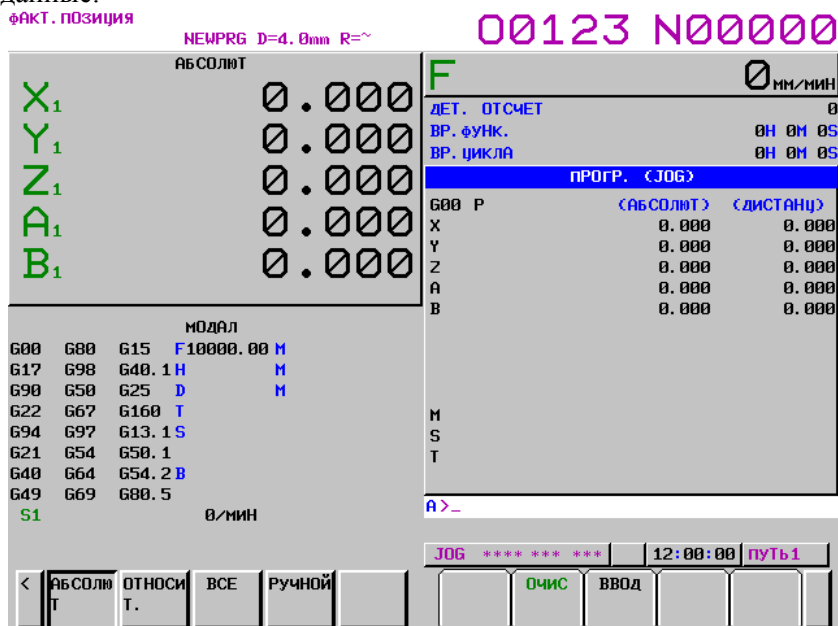 данные:
ФАКТ.ПОЗИЦИЯ
NEWPRG D=4.0mm R=~
O0123 N00000
АБСОЛЮТ
X1 0.000
Y1 0.000
Z1 0.000
A1 0.000
B1 0.000
F 0 ММ/МИН
ДЕТ. ОТСЧЕТ 0
ВР.ФУНК. 0H 0M 0S
ВР.ЦИКЛА 0H 0M 0S
ПРОГР. (JOG)
G00 P (АБСОЛЮТ) (ДИСТАНЦ)
X 0.000 0.000
Y 0.000 0.000
Z 0.000 0.000
A 0.000 0.000
B 0.000 0.000
M
S
T
МОДАЛ
G00 G80 G15 F10000.00 M
G17 G98 G40.1 H M
G90 G50 G25 D M
G22 G67 G160 T
G94 G97 G13.1 S
G21 G54 G50.1
G40 G64 G54.2 B
G49 G69 G80.5
S1 0/МИН
A>_
JOG **** *** *** 12:00:00 ПУТЬ1
< АБСОЛЮ
Т ОТНОСИ
Т. ВСЕ РУЧНОЙ ОЧИС ВВОД